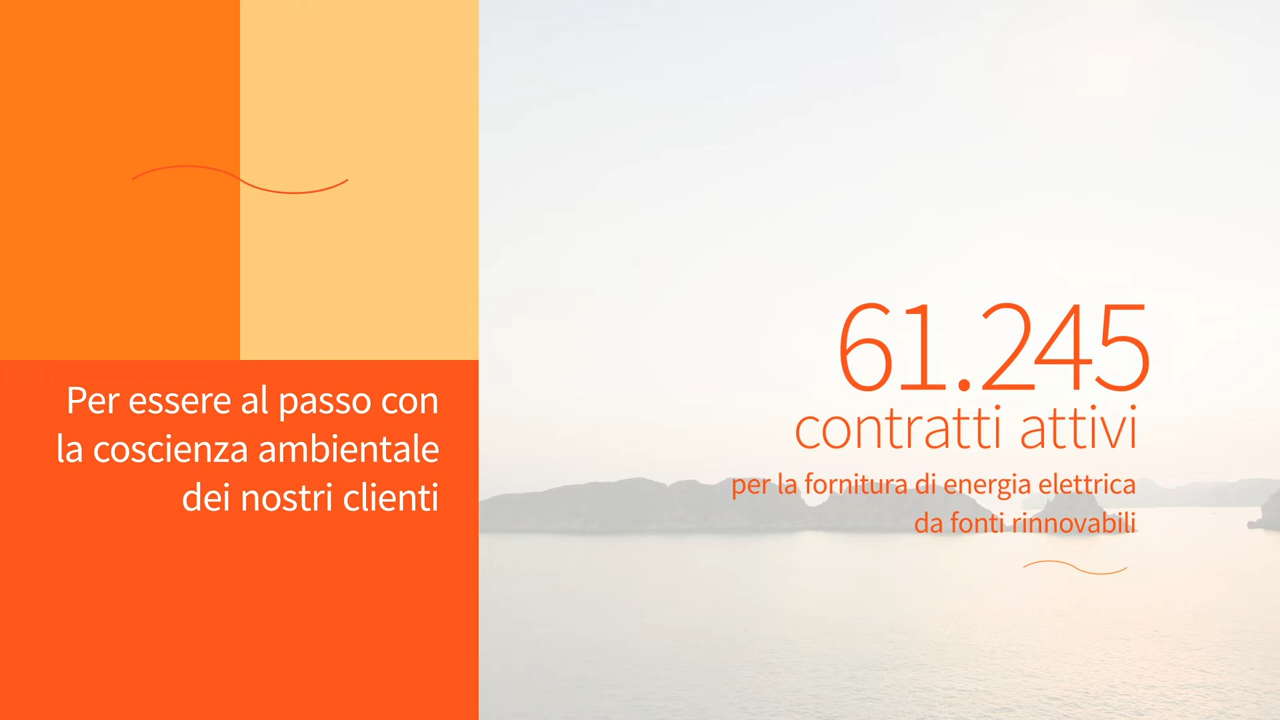 Per essere al passo con
la coscienza ambientale
dei nostri clienti
61.245
contratti attivi
per la fornitura di energia elettrica
da fonti rinnovabili